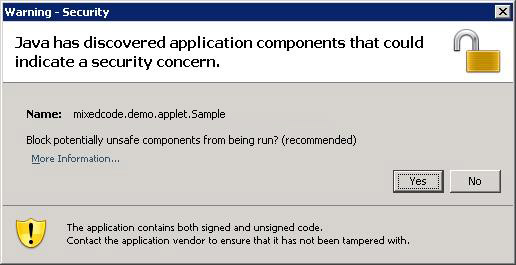 Warning - Security
Java has discovered application components that could
indicate a security concern.
Name: mixedcode.demo.applet.Sample
Block potentially unsafe components from being run? (recommended)
More Information...
Yes No
The application contains both signed and unsigned code.
Contact the application vendor to ensure that it has not been tampered with.